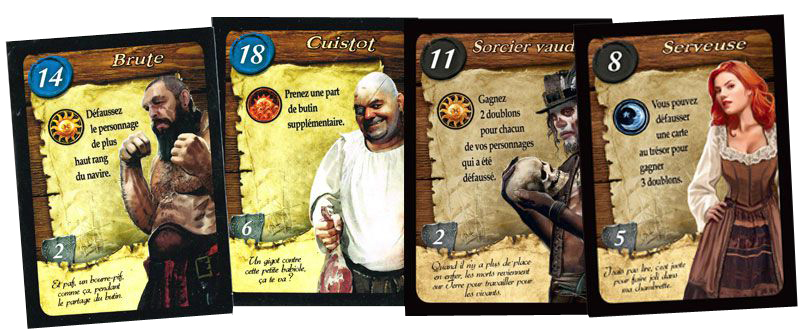 14
Brute
Défaussez
le personnage
de plus
haut rang
du navire.
2
Et paf, un bourre-pif,
comme ça, pendant
le partage du butin.
18
Cuistot
Prenez une part
de butin
supplémentaire.
6
Un gigot contre
cette petite babiole,
ça te va ?
11
Sorcier vaud
Gagnez
2 doublons
pour chacun
de vos personnages
qui a été
défaussé.
2
Quand il n'y a plus de place
en enfer, les morts reviennent
sur Terre pour travailler pour
les vivants.
8
Serveuse
Vous pouvez
défausser
une carte
au trésor pour
gagner
3 doublons.
5
J'sais pas lire, c'est juste
pour faire joli dans
ma chambrette.